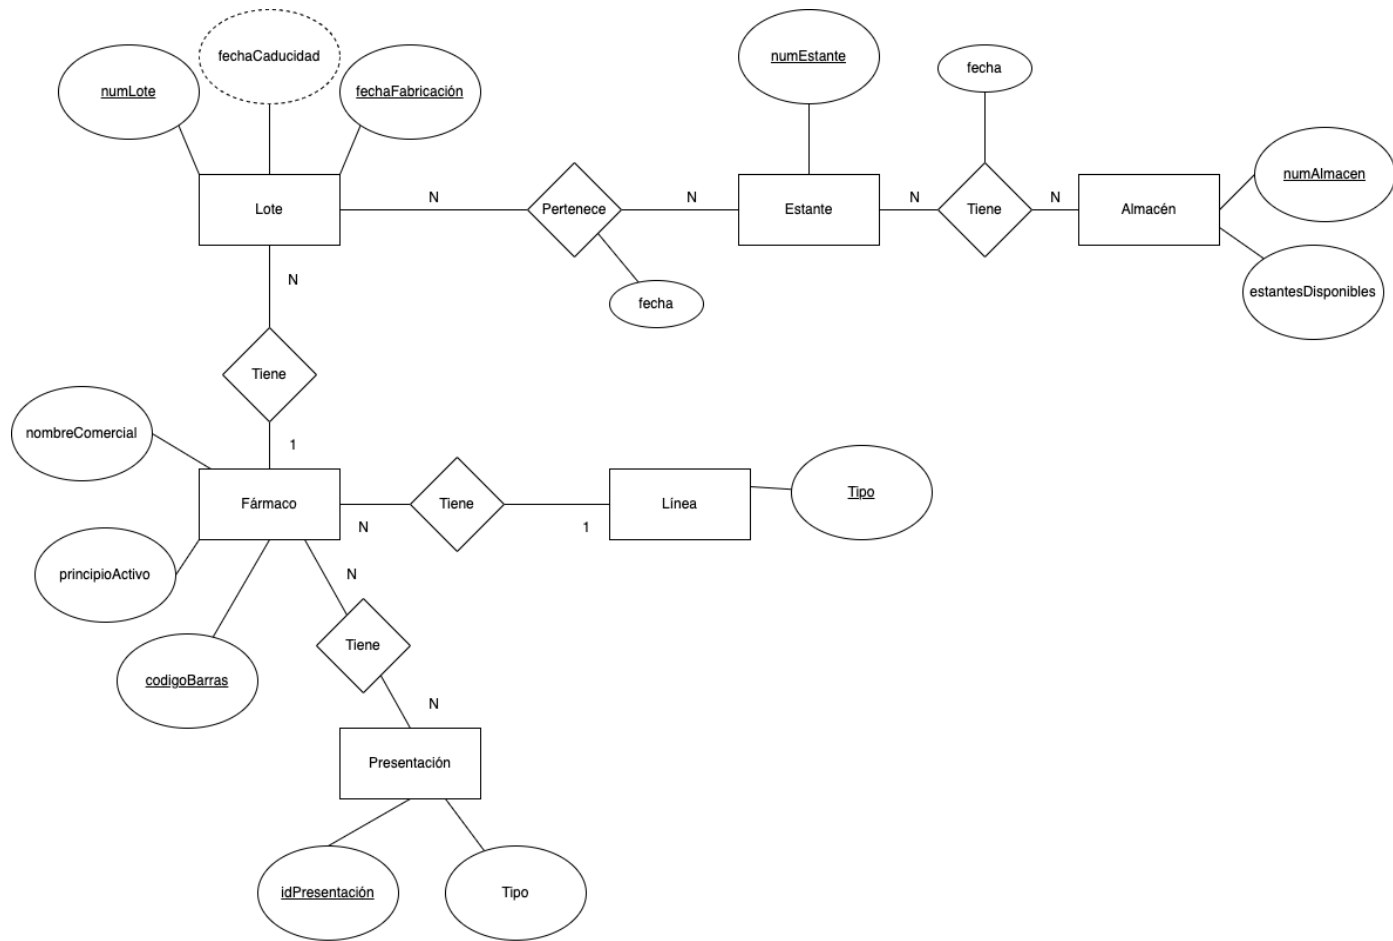 fechaCaducidad
numLote
fechaFabricación
numEstante
fecha
numAlmacen
Lote
N
Pertenece
N
Estante
N
Tiene
N
Almacén
estantesDisponibles
fecha
N
Tiene
1
nombreComercial
Fármaco
N
Tiene
1
Línea
Tipo
principioActivo
N
Tiene
codigoBarras
N
Presentación
idPresentación
Tipo